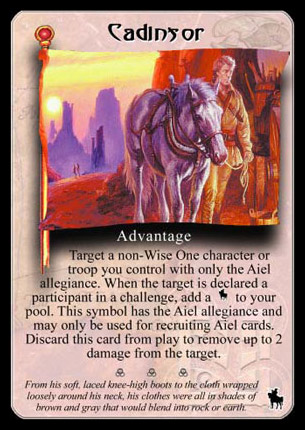 Cadin'sor
Advantage
Target a non-Wise One character or
troop you control with only the Aiel
allegiance. When the target is declared a
participant in a challenge, add a to your
pool. This symbol has the Aiel allegiance and
may only be used for recruiting Aiel cards.
Discard this card from play to remove up to 2
damage from the target.
From his soft, laced knee-high boots to the cloth wrapped
loosely around his neck, his clothes were all in shades of
brown and gray that would blend into rock or earth.